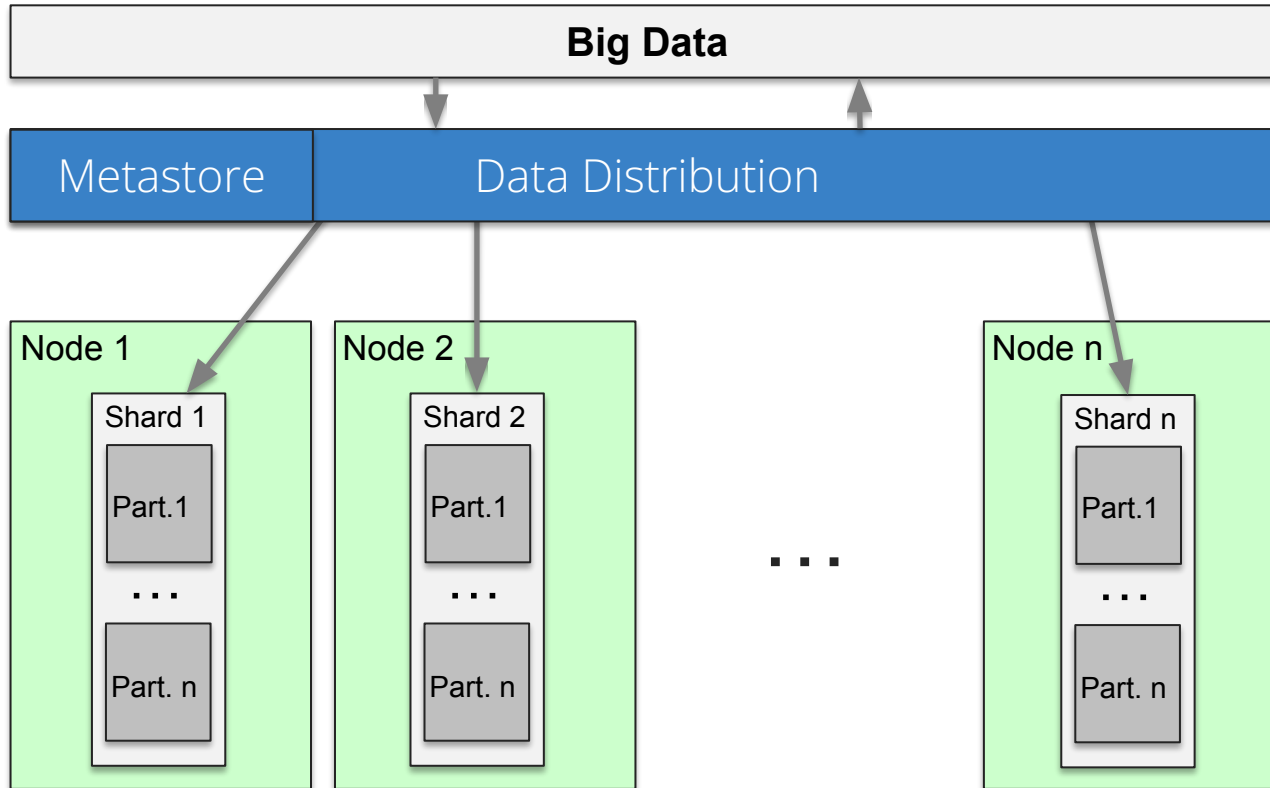 Big Data
Metastore
Data Distribution
Node 1
Node 2
Node n
Shard 1
Shard 2
Shard n
Part.1
Part.1
Part.1
...
...
...
...
Part. n
Part. n
Part. n